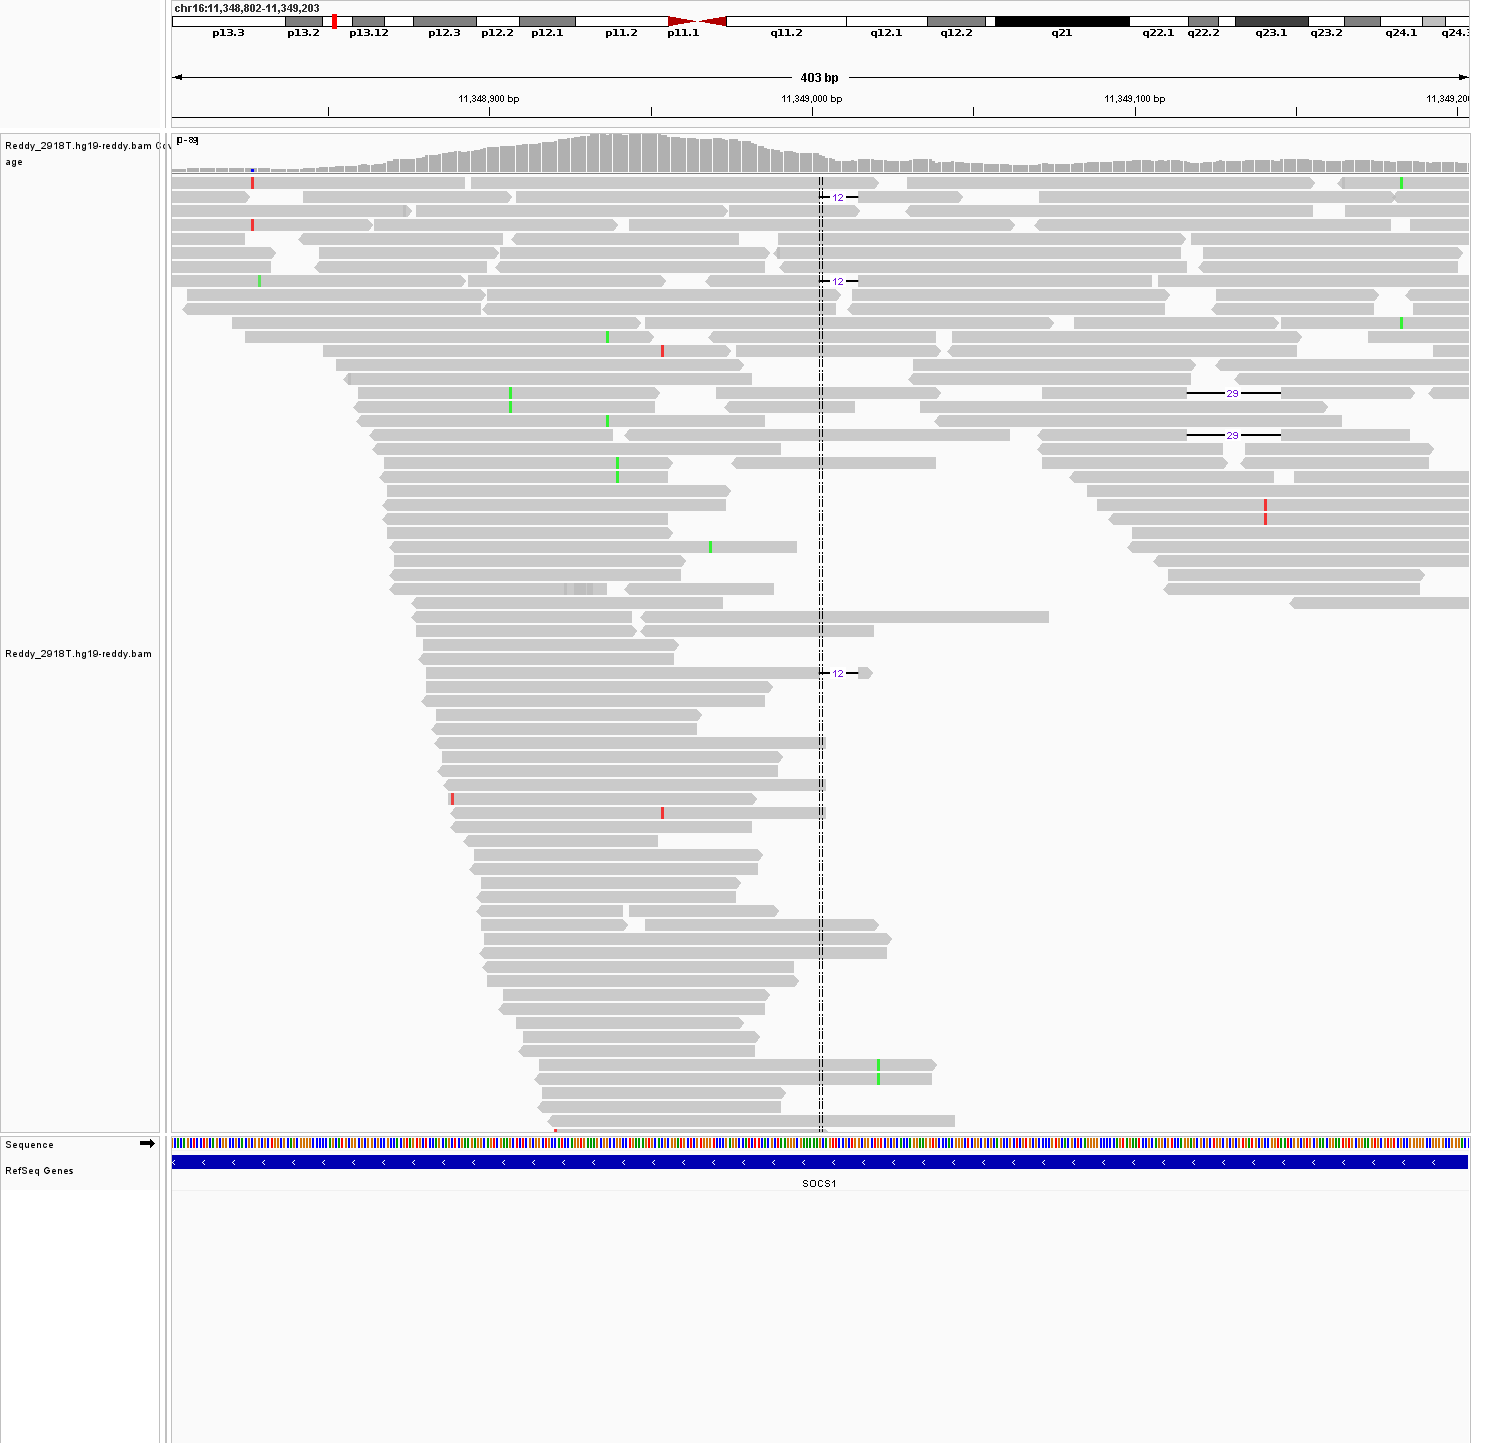 chr16:11,348,802-11,349,203
p13.3 p13.2 p13.12 p12.3 p12.2 p12.1 p11.2 p11.1 q11.2 q12.1 q12.2 q21 q22.1 q22.2 q23.1 q23.2 q24.1 q24.3
403 bp
11,348,900 bp 11,349,000 bp 11,349,100 bp 11,349,200
Reddy_2918T.hg19-reddy.bam Cov
age
[0 - 89]
12
12
29
29
Reddy_2918T.hg19-reddy.bam
12
Sequence
RefSeq Genes
SOCS1